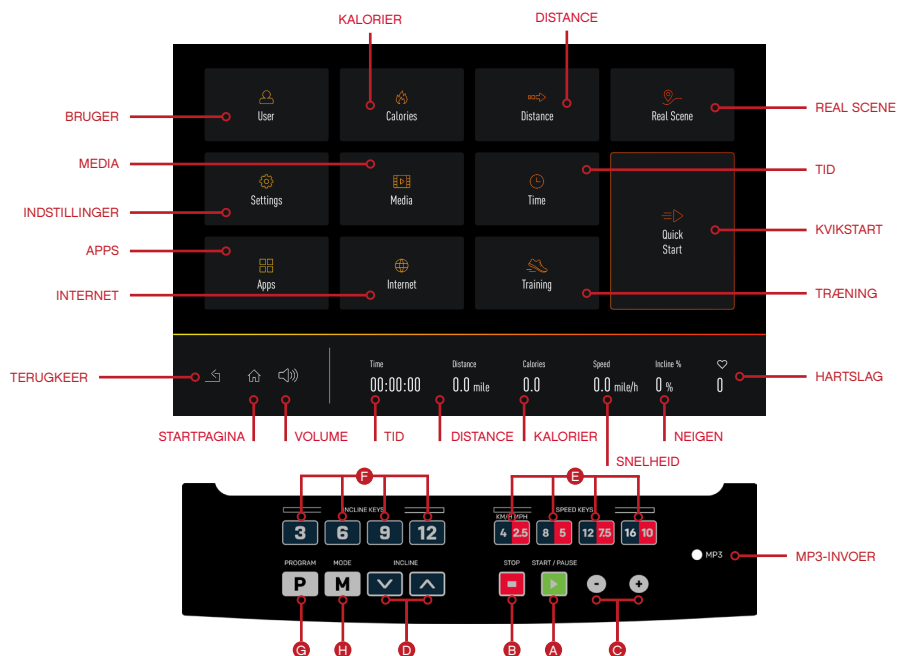 KALORIER
DISTANCE
BRUGER
MEDIA
INDSTILLINGER
APPS
INTERNET
REAL SCENE
TID
KVIKSTART
TRÆNING
User
Calories
Distance
Real Scene
Settings
Media
Time
Quick
Start
Apps
Internet
Training
TERUGKEER
Time
00:00:00
Distance
0.0 mile
Calories
0.0
Speed
0.0 mile/h
Incline %
0 %
0
HARTSLAG
STARTPAGINA
VOLUME
TID
DISTANCE
KALORIER
NEIGEN
SNELHEID
F
E
INCLINE KEYS
3 6 9 12
SPEED KEYS
KM/H MPH
4 2.5 8 5 12 7.5 16 10
MP3
MP3-INVOER
PROGRAM
P
MODE
M
INCLINE
STOP
START / PAUSE
- +
G H D B A C